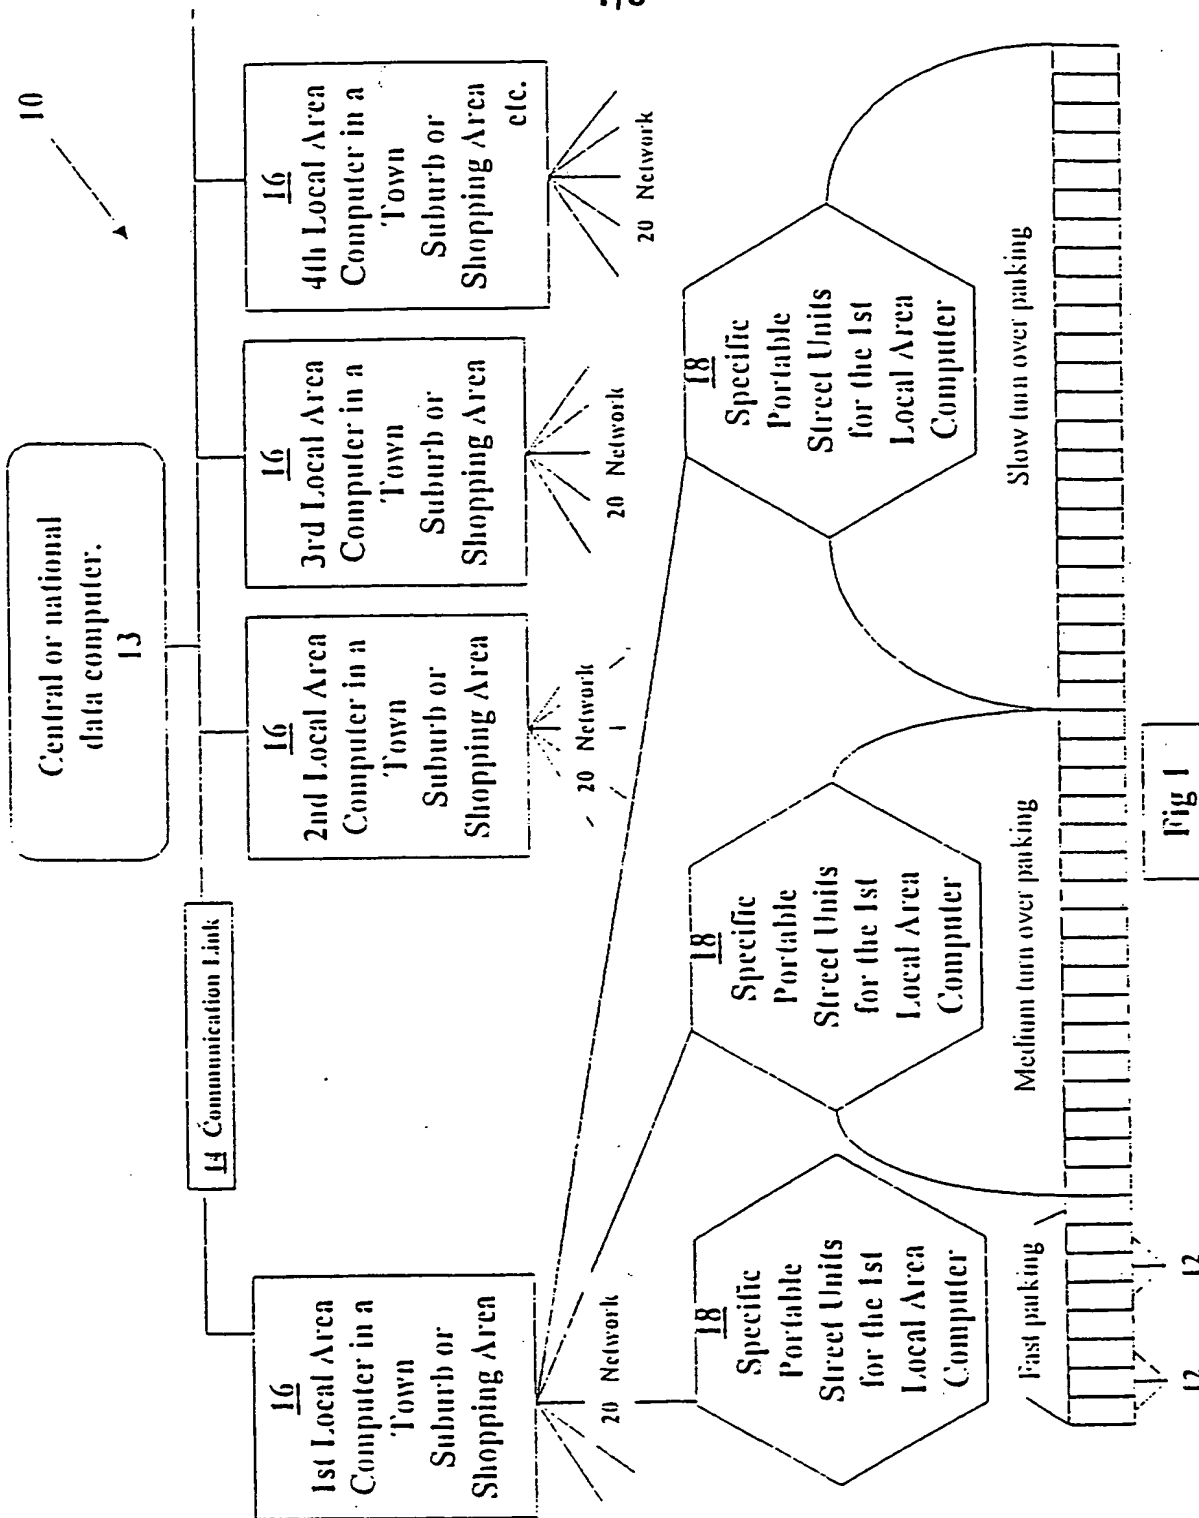 10
Central or national
data computer.
13
14 Communication Link
16
1st Local Area
Computer in a
Town
Suburb or
Shopping Area
16
2nd Local Area
Computer in a
Town
Suburb or
Shopping Area
16
3rd Local Area
Computer in a
Town
Suburb or
Shopping Area
16
4th Local Area
Computer in a
Town
Suburb or
Shopping Area
etc.
20 Network
20 Network
20 Network
20 Network
18
Specific
Portable
Street Units
for the 1st
Local Area
Computer
18
Specific
Portable
Street Units
for the 1st
Local Area
Computer
18
Specific
Portable
Street Units
for the 1st
Local Area
Computer
Fast parking
Medium turn over parking
Slow turn over parking
12
12
Fig 1